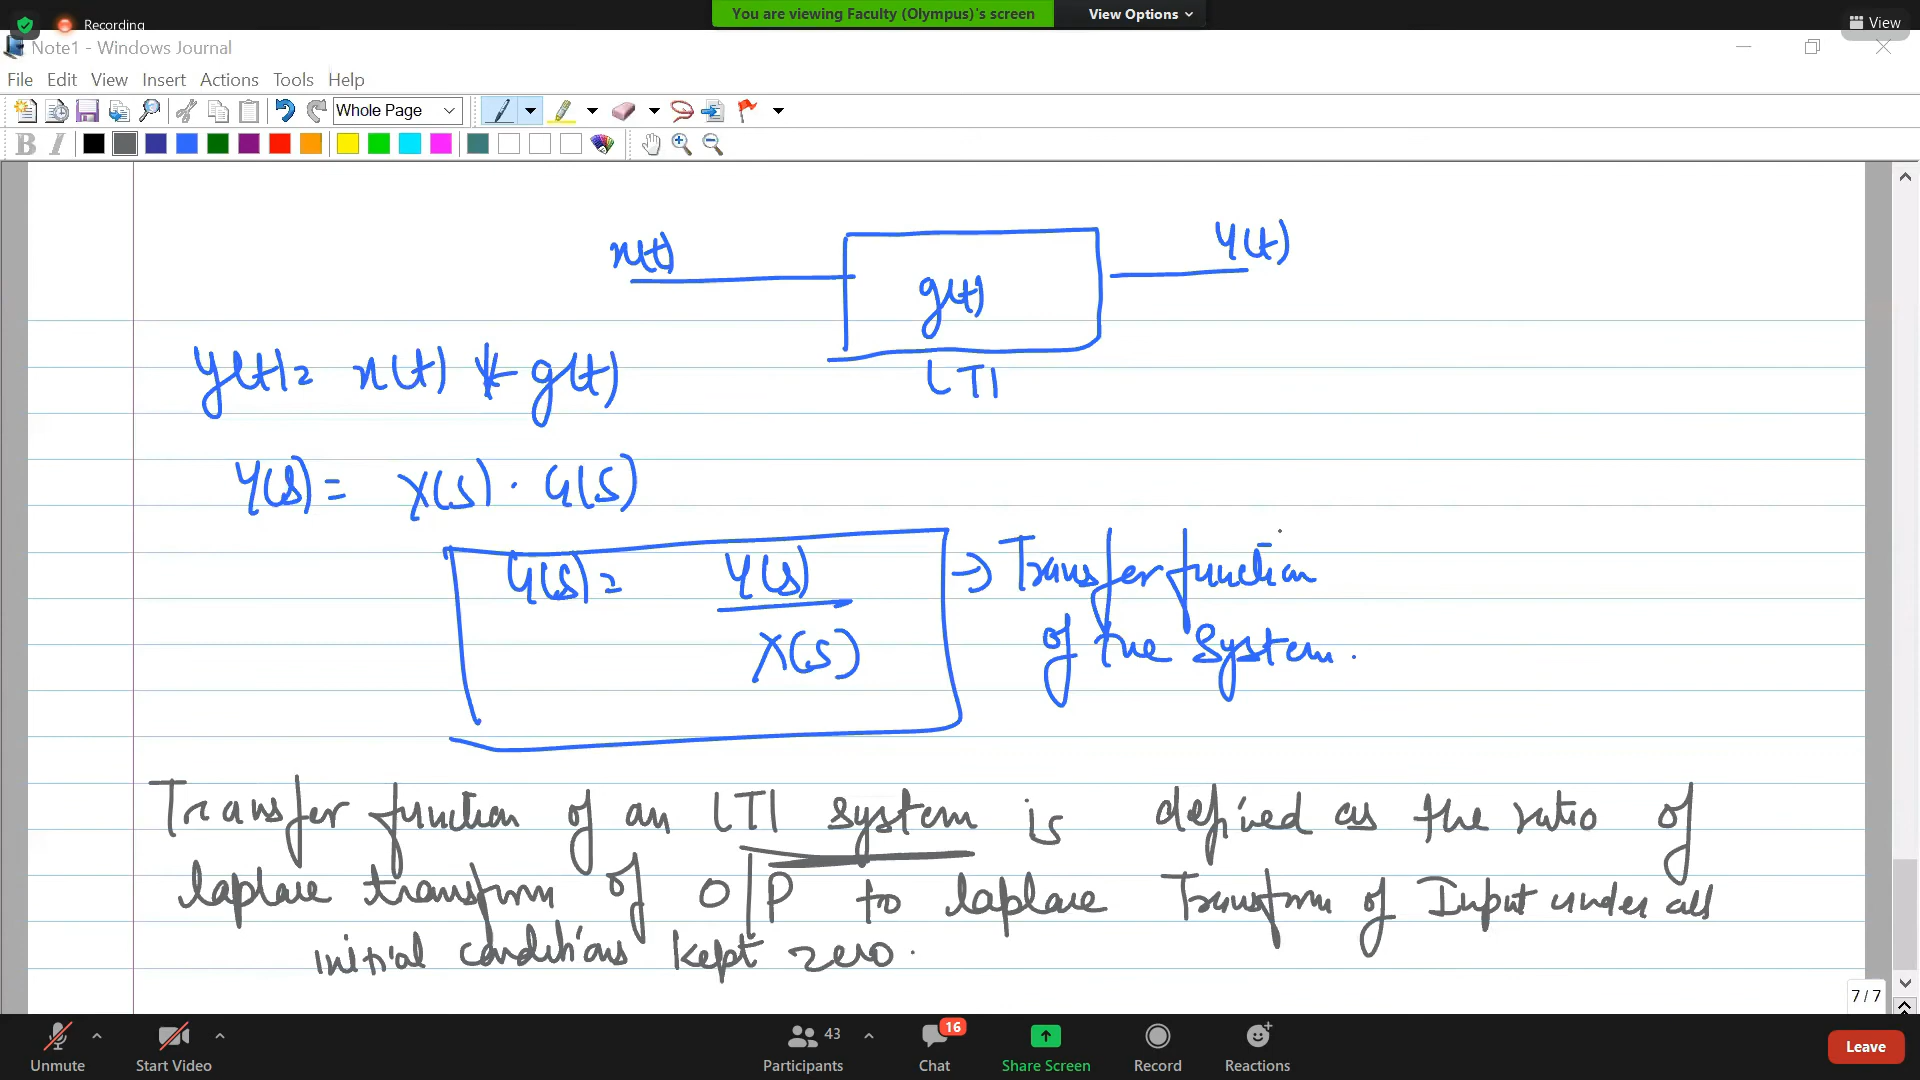 Recording
You are viewing Faculty (Olympus)'s screen
View Options
View
Note1 - Windows Journal
File Edit View Insert Actions Tools Help
Whole Page
B I
x(t)
y(t)
g(t)
LTI
y(t) = x(t) * g(t)
Y(s) = X(s) · G(s)
G(s) = Y(s) / X(s) → Transfer function
of the system.
Transfer function of an LTI system is defined as the ratio of
laplace transform of O/P to laplace Transform of Input under all
initial conditions kept zero.
7 / 7
Unmute
Start Video
43
Participants
16
Chat
Share Screen
Record
Reactions
Leave